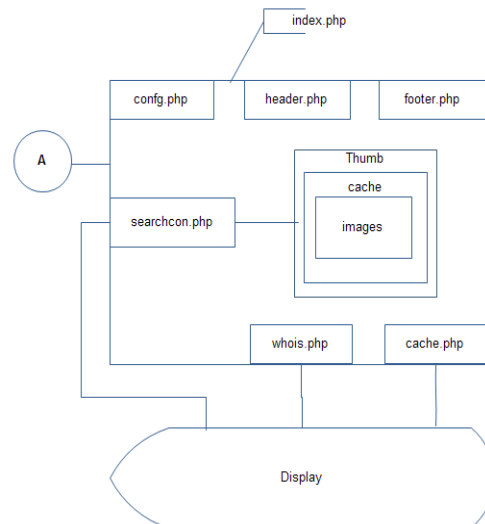 index.php
confg.php
header.php
footer.php
A
Thumb
cache
images
searchcon.php
whois.php
cache.php
Display